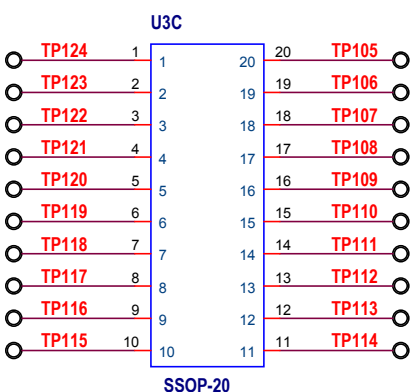 U3C
TP124 1 1 20 20 TP105
TP123 2 2 19 19 TP106
TP122 3 3 18 18 TP107
TP121 4 4 17 17 TP108
TP120 5 5 16 16 TP109
TP119 6 6 15 15 TP110
TP118 7 7 14 14 TP111
TP117 8 8 13 13 TP112
TP116 9 9 12 12 TP113
TP115 10 10 11 11 TP114
SSOP-20